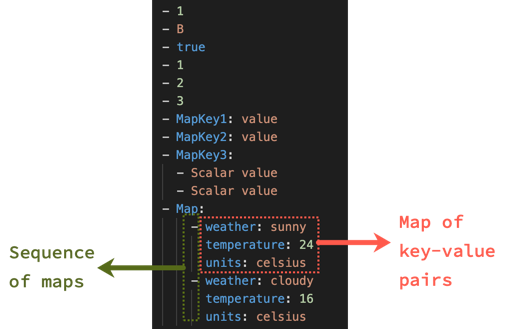 - 1
- B
- true
- 1
- 2
- 3
- MapKey1: value
- MapKey2: value
- MapKey3:
- Scalar value
- Scalar value
- Map:
- weather: sunny
temperature: 24
units: celsius
- weather: cloudy
temperature: 16
units: celsius
Sequence
of maps
Map of
key-value
pairs